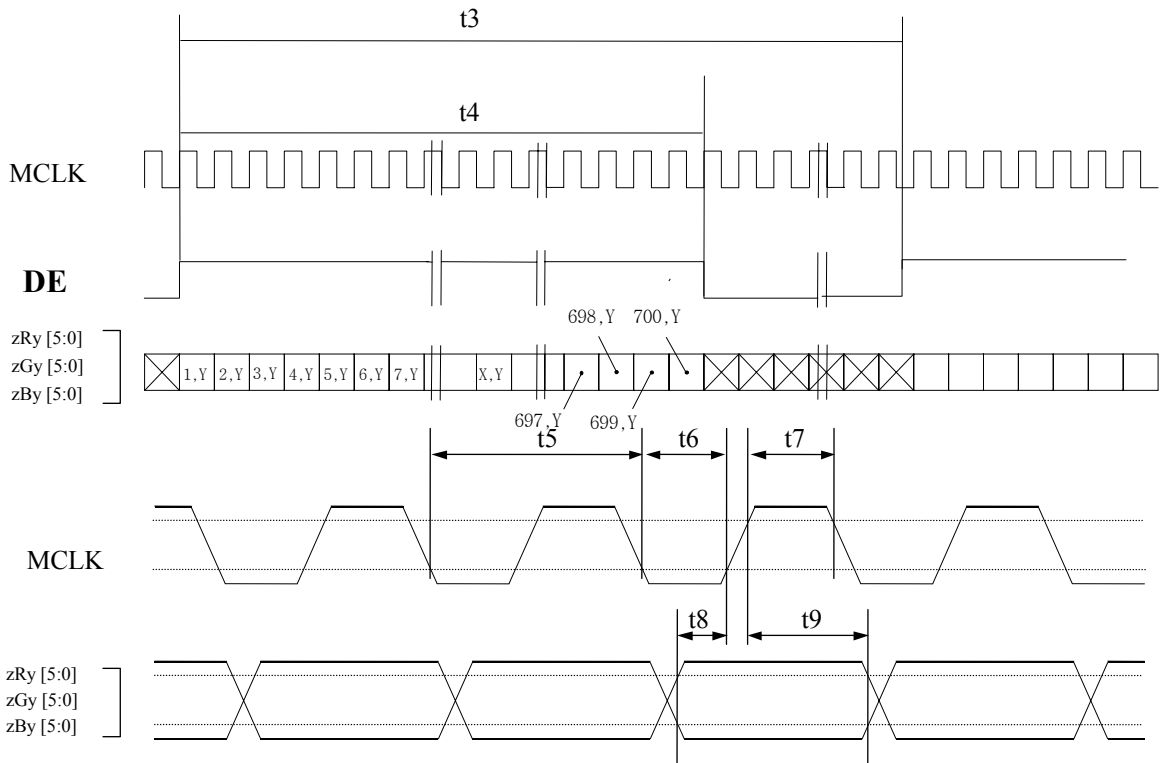 t3
t4
MCLK
DE
698,Y 700,Y
zRy [5:0]
zGy [5:0]
zBy [5:0]
1,Y 2,Y 3,Y 4,Y 5,Y 6,Y 7,Y X,Y
697,Y 699,Y
t5 t6 t7
MCLK
t8 t9
zRy [5:0]
zGy [5:0]
zBy [5:0]